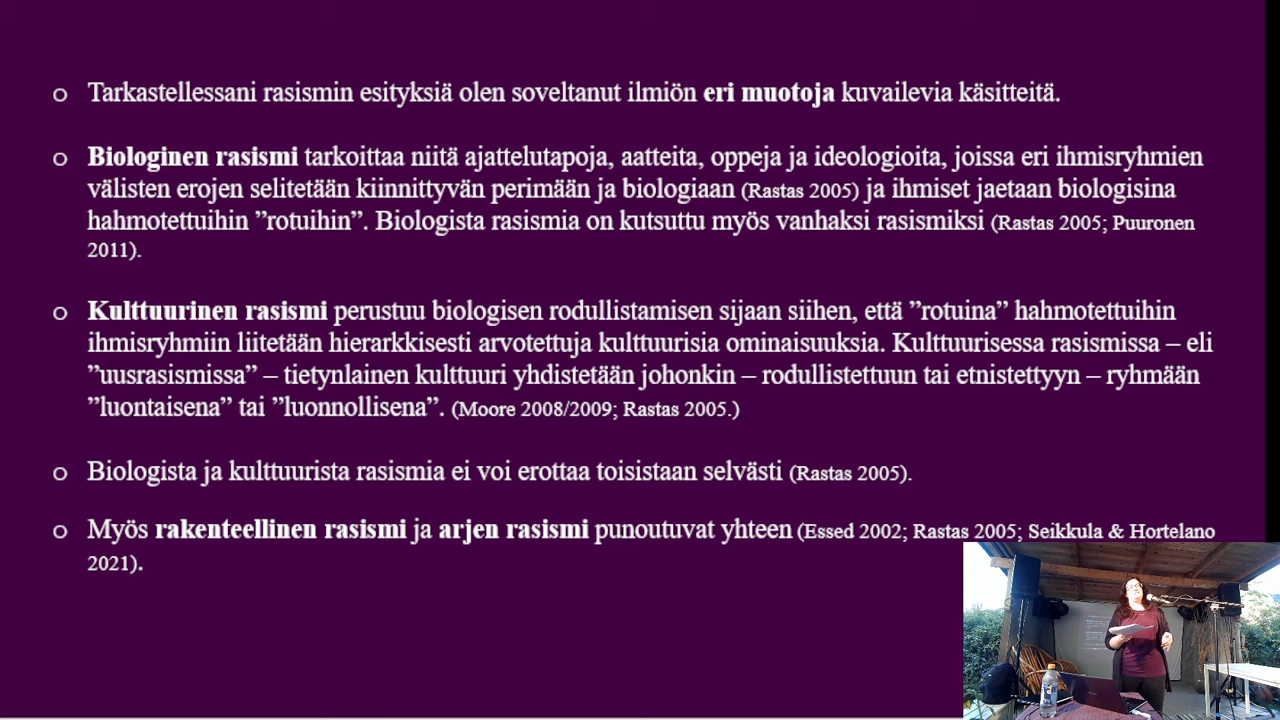 o Tarkastellessani rasismin esityksiä olen soveltanut ilmiön eri muotoja kuvailevia käsitteitä.
o Biologinen rasismi tarkoittaa niitä ajattelutapoja, aatteita, oppeja ja ideologioita, joissa eri ihmisryhmien
välisten erojen selitetään kiinnittyvän perimään ja biologiaan (Rastas 2005) ja ihmiset jaetaan biologisina
hahmotettuihin ”rotuihin”. Biologista rasismia on kutsuttu myös vanhaksi rasismiksi (Rastas 2005; Puuronen
2011).
o Kulttuurinen rasismi perustuu biologisen rodullistamisen sijaan siihen, että ”rotuina” hahmotettuihin
ihmisryhmiin liitetään hierarkkisesti arvotettuja kulttuurisia ominaisuuksia. Kulttuurisessa rasismissa – eli
”uusrasismissa” – tietynlainen kulttuuri yhdistetään johonkin – rodullistettuun tai etnistettyyn – ryhmään
”luontaisena” tai ”luonnollisena”. (Moore 2008/2009; Rastas 2005.)
o Biologista ja kulttuurista rasismia ei voi erottaa toisistaan selvästi (Rastas 2005).
o Myös rakenteellinen rasismi ja arjen rasismi punoutuvat yhteen (Essed 2002; Rastas 2005; Seikkula & Hortelano
2021).